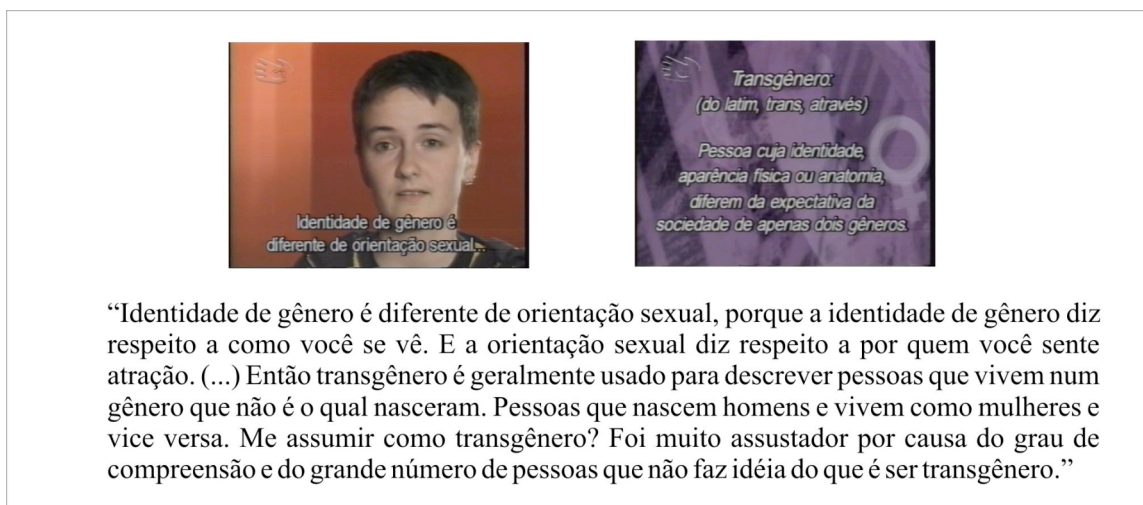 Identidade de gênero é
diferente de orientação sexual...
Transgênero:
(do latim, trans, através)
Pessoa cuja identidade,
aparência física ou anatomia,
diferem da expectativa da
sociedade de apenas dois gêneros.
“Identidade de gênero é diferente de orientação sexual, porque a identidade de gênero diz
respeito a como você se vê. E a orientação sexual diz respeito a por quem você sente
atração. (...) Então transgênero é geralmente usado para descrever pessoas que vivem num
gênero que não é o qual nasceram. Pessoas que nascem homens e vivem como mulheres e
vice versa. Me assumir como transgênero? Foi muito assustador por causa do grau de
compreensão e do grande número de pessoas que não faz idéia do que é ser transgênero.”